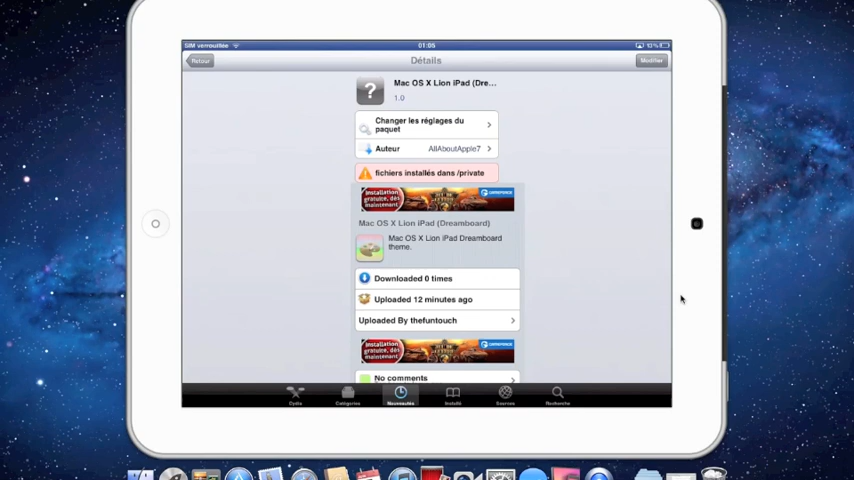 SIM verrouillée
01:05
10%
Retour
Détails
Modifier
?
Mac OS X Lion iPad (Dre...
1.0
Changer les réglages du
paquet
Auteur
AllAboutApple7
fichiers installés dans /private
Installation
gratuite, dès
maintenant
GAMEFORGE
Mac OS X Lion iPad (Dreamboard)
Mac OS X Lion iPad Dreamboard
theme.
Downloaded 0 times
Uploaded 12 minutes ago
Uploaded By thefuntouch
Installation
gratuite, dès
maintenant
GAMEFORGE
No comments
Cydia
Catégories
Nouveautés
Installé
Sources
Recherche